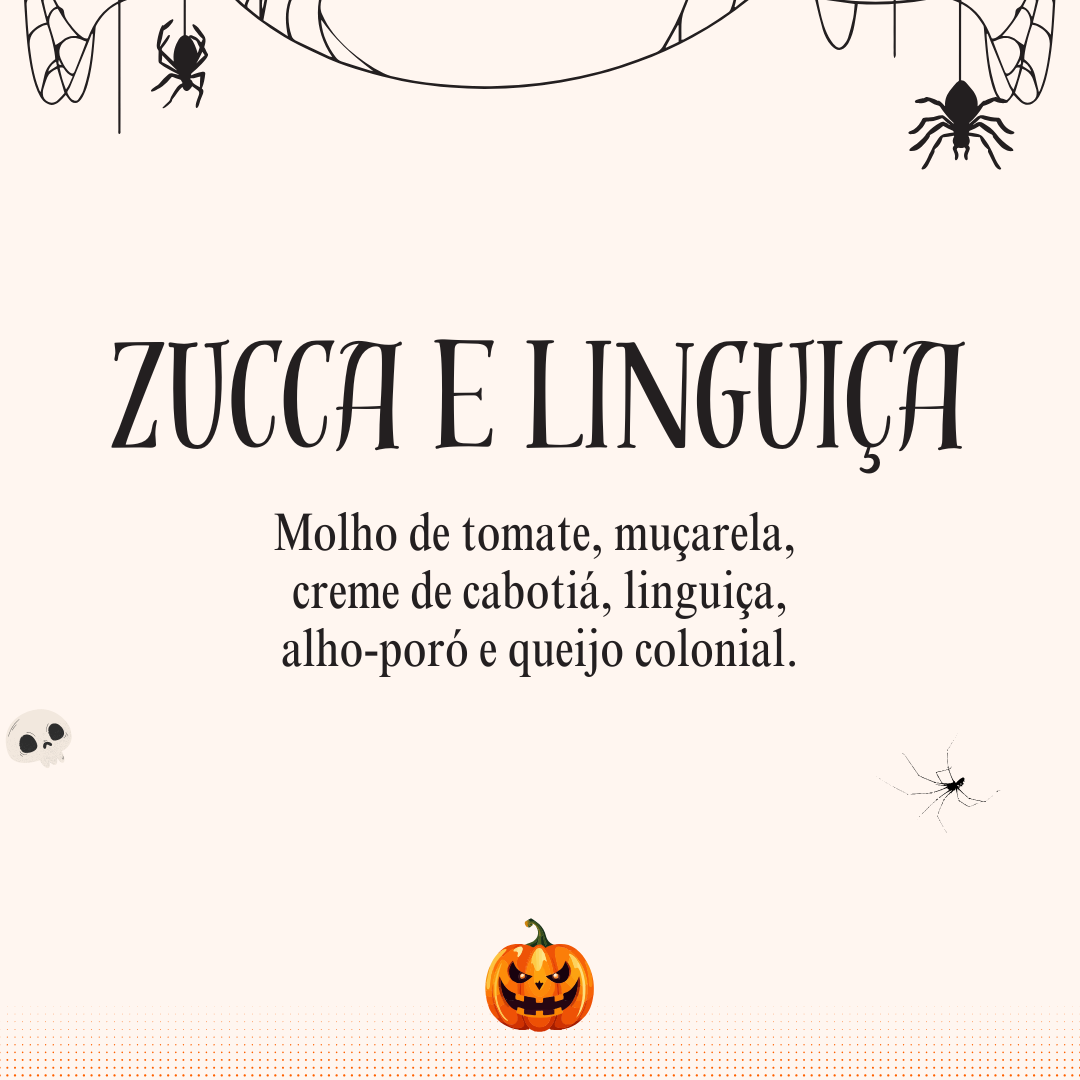 ZUCCA E LINGUIÇA
Molho de tomate, muçarela,
creme de cabotiá, linguiça,
alho-poró e queijo colonial.